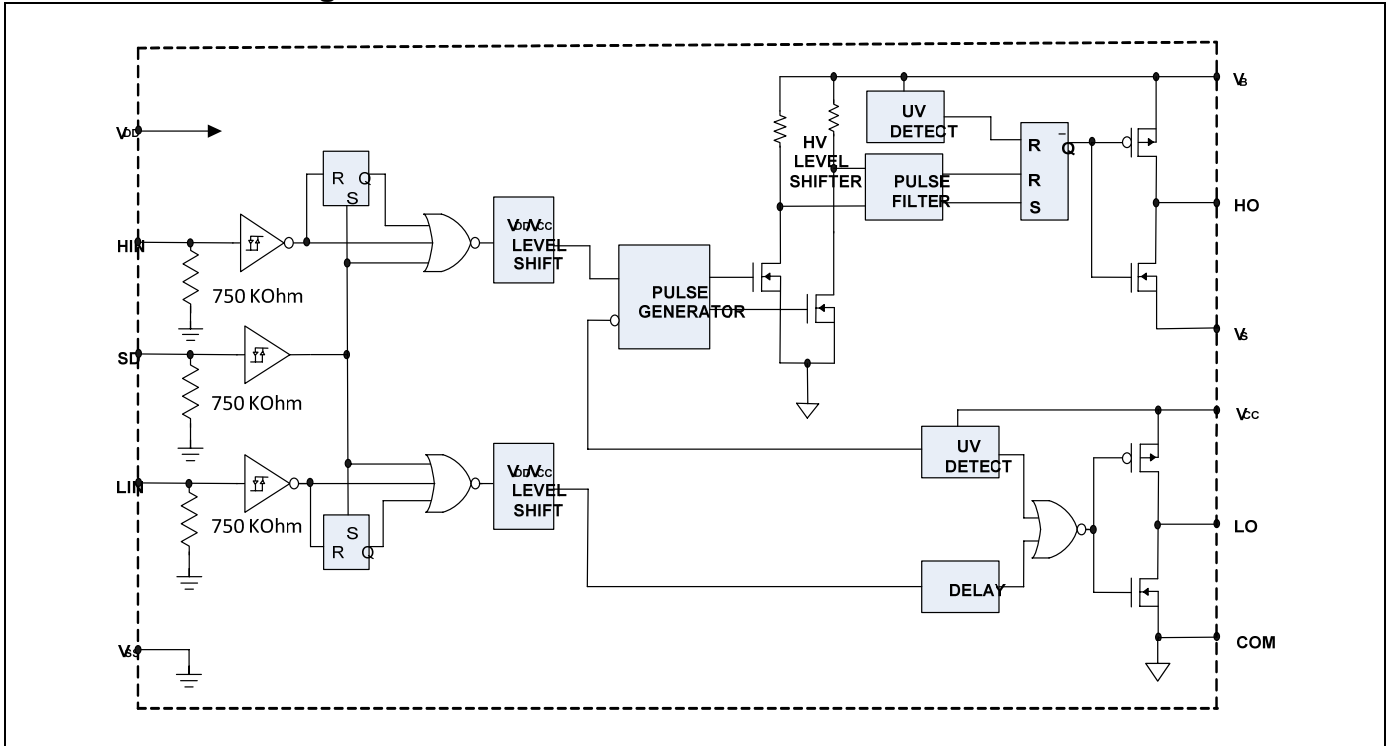 VDD
HIN
SD
LIN
VSS
R Q
S
750 KOhm
750 KOhm
750 KOhm
S
R Q
VDD/VCC
LEVEL
SHIFT
VDD/VCC
LEVEL
SHIFT
PULSE
GENERATOR
HV
LEVEL
SHIFTER
UV
DETECT
PULSE
FILTER
R Q
R
S
UV
DETECT
DELAY
VB
HO
VS
VCC
LO
COM